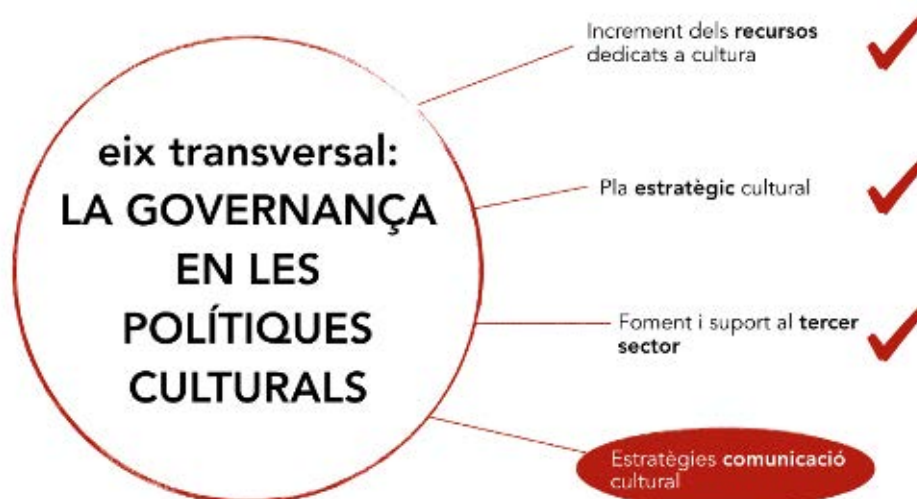 eix transversal:
LA GOVERNANÇA
EN LES
POLÍTIQUES
CULTURALS
Increment dels recursos
dedicats a cultura
Pla estratègic cultural
Foment i suport al tercer
sector
Estratègies comunicació
cultural